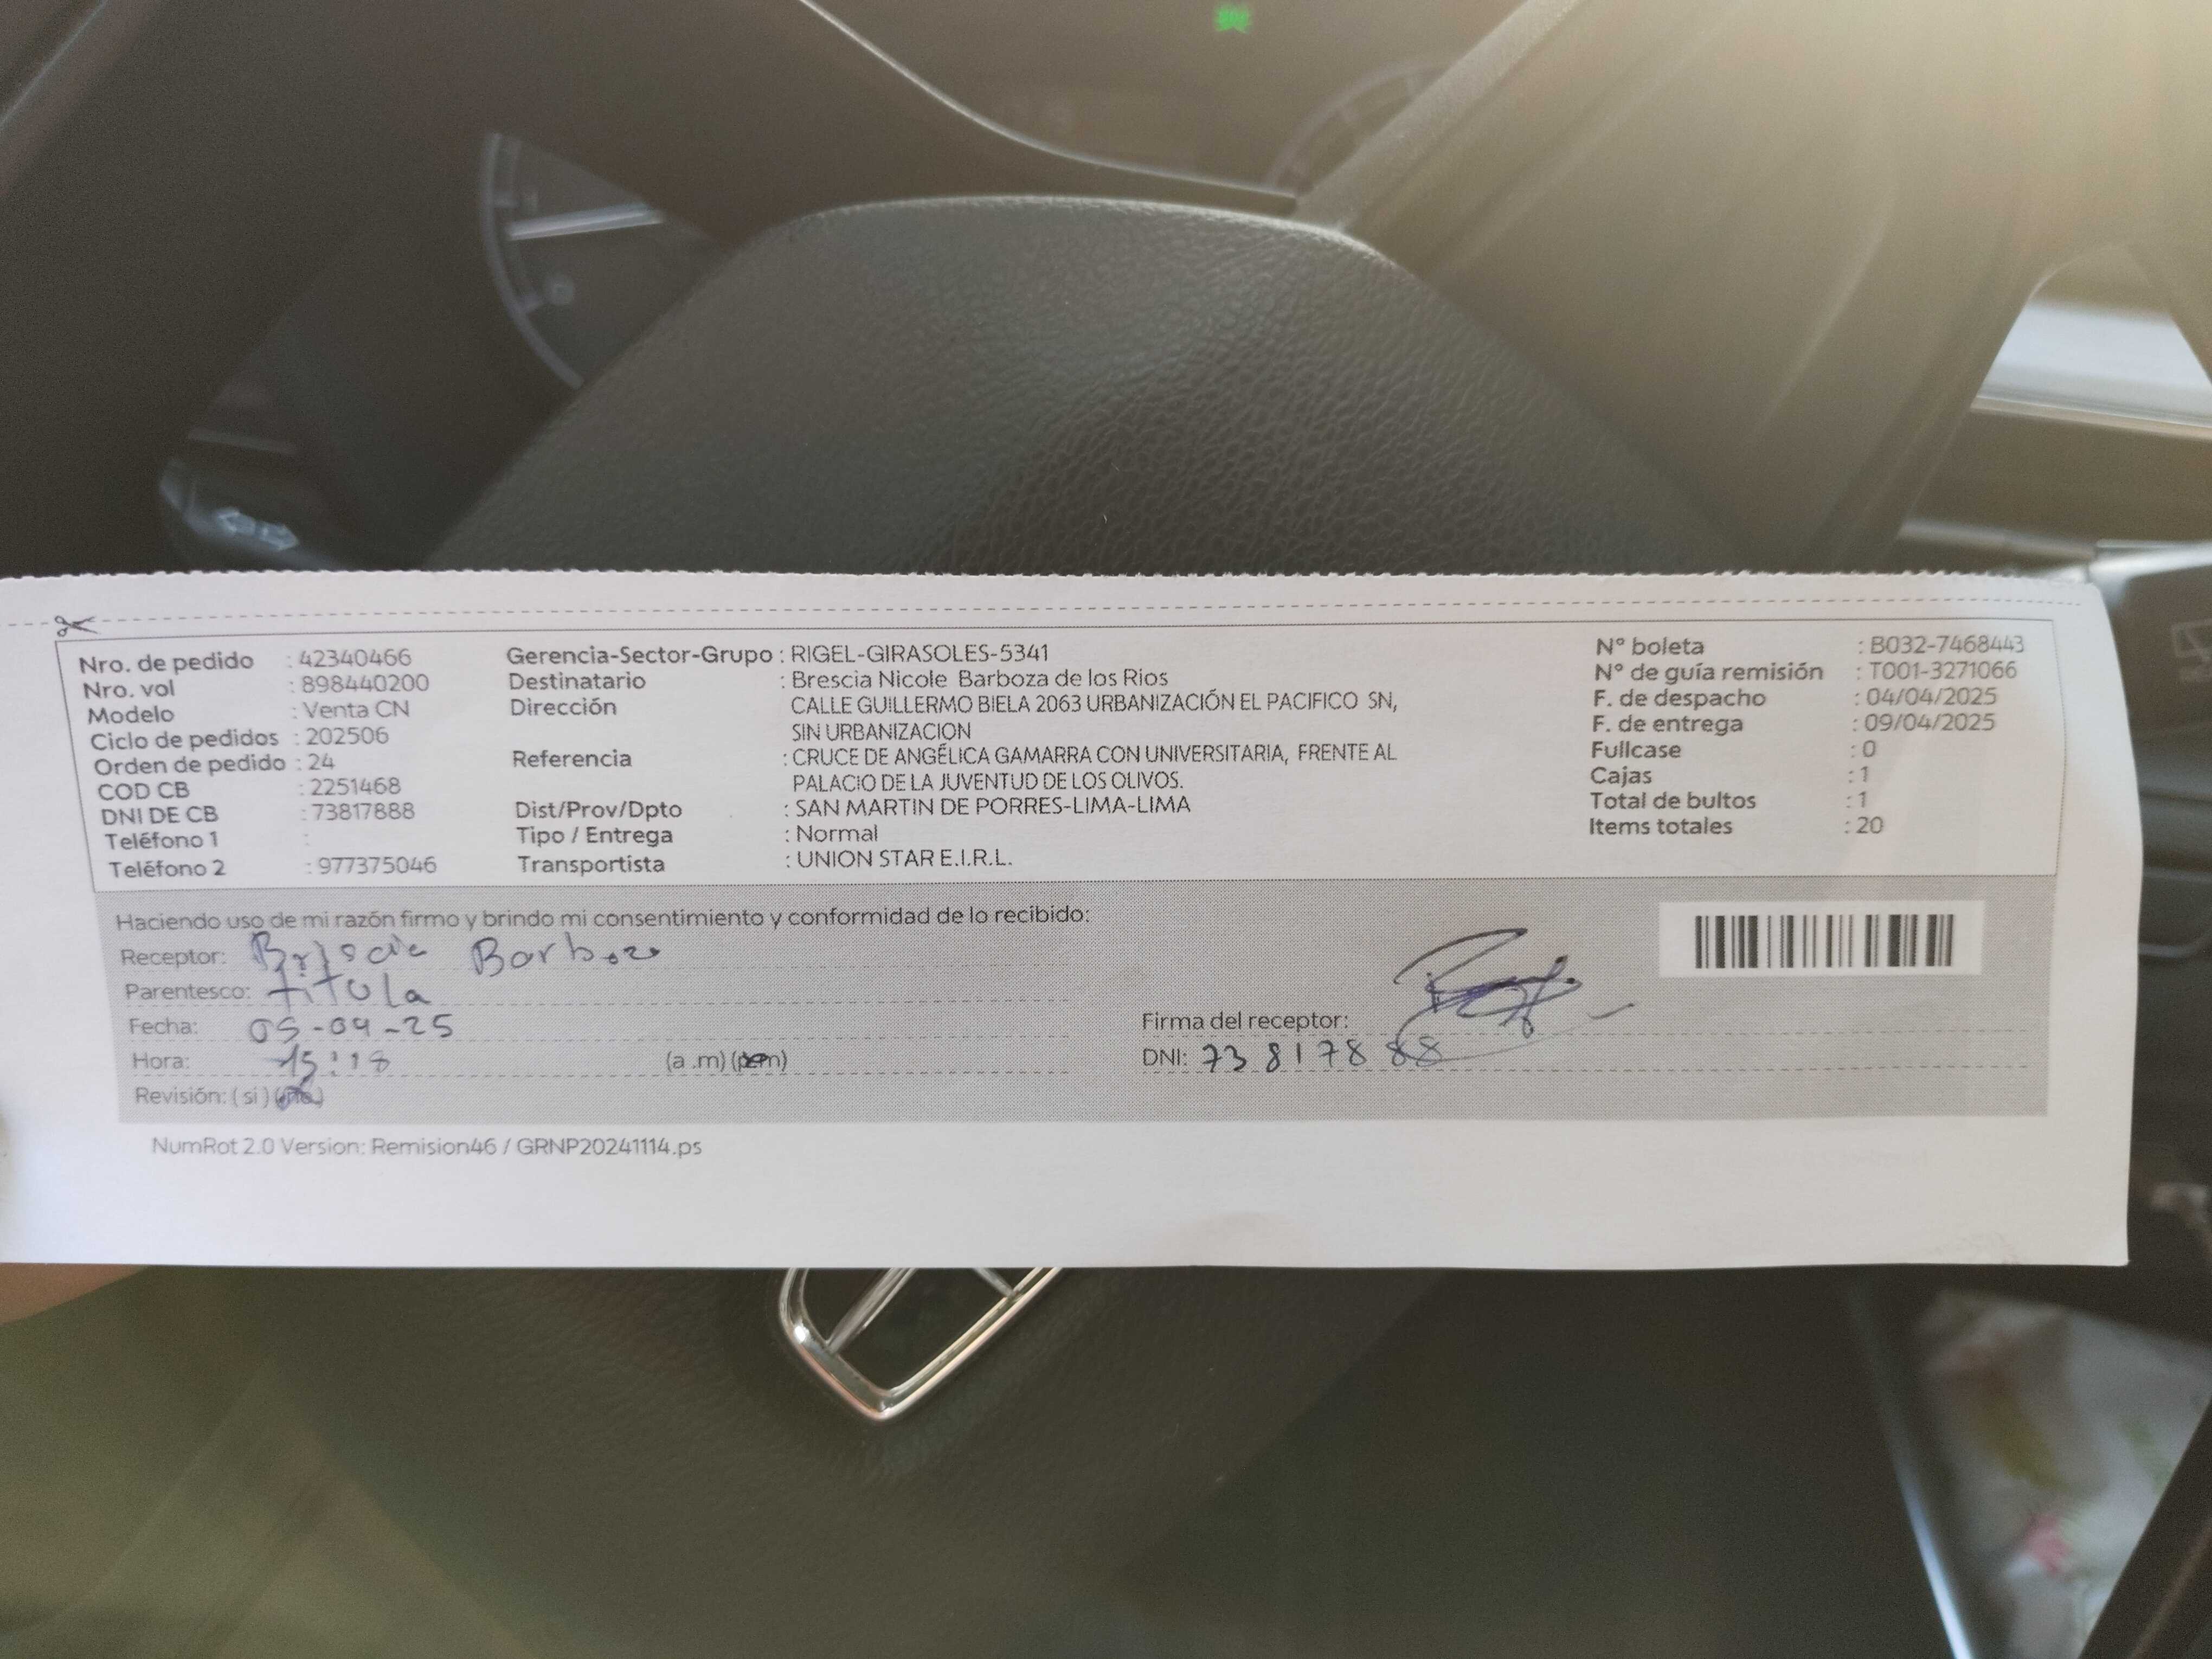 Nro. de pedido : 42340466
Nro. vol : 898440200
Modelo : Venta CN
Ciclo de pedidos : 202506
Orden de pedido : 24
COD CB : 2251468
DNI DE CB : 73817888
Teléfono 1 :
Teléfono 2 : 977375046
Gerencia-Sector-Grupo : RIGEL-GIRASOLES-5341
Destinatario : Brescia Nicole Barboza de los Rios
Dirección CALLE GUILLERMO BIELA 2063 URBANIZACIÓN EL PACIFICO SN,
SIN URBANIZACION
Referencia : CRUCE DE ANGÉLICA GAMARRA CON UNIVERSITARIA, FRENTE AL
PALACIO DE LA JUVENTUD DE LOS OLIVOS.
Dist/Prov/Dpto : SAN MARTIN DE PORRES-LIMA-LIMA
Tipo / Entrega : Normal
Transportista : UNION STAR E.I.R.L.
N° boleta : B032-7468443
N° de guía remisión : T001-3271066
F. de despacho : 04/04/2025
F. de entrega : 09/04/2025
Fullcase : 0
Cajas : 1
Total de bultos : 1
Items totales : 20
Haciendo uso de mi razón firmo y brindo mi consentimiento y conformidad de lo recibido:
Receptor: Barboza
Parentesco: titula
Fecha: 05-04-25
Hora: 15:18 (a .m) (p.m)
Revisión: ( si ) (no)
Firma del receptor:
DNI: 73817888
NumRot 2.0 Version: Remision46 / GRNP20241114.ps